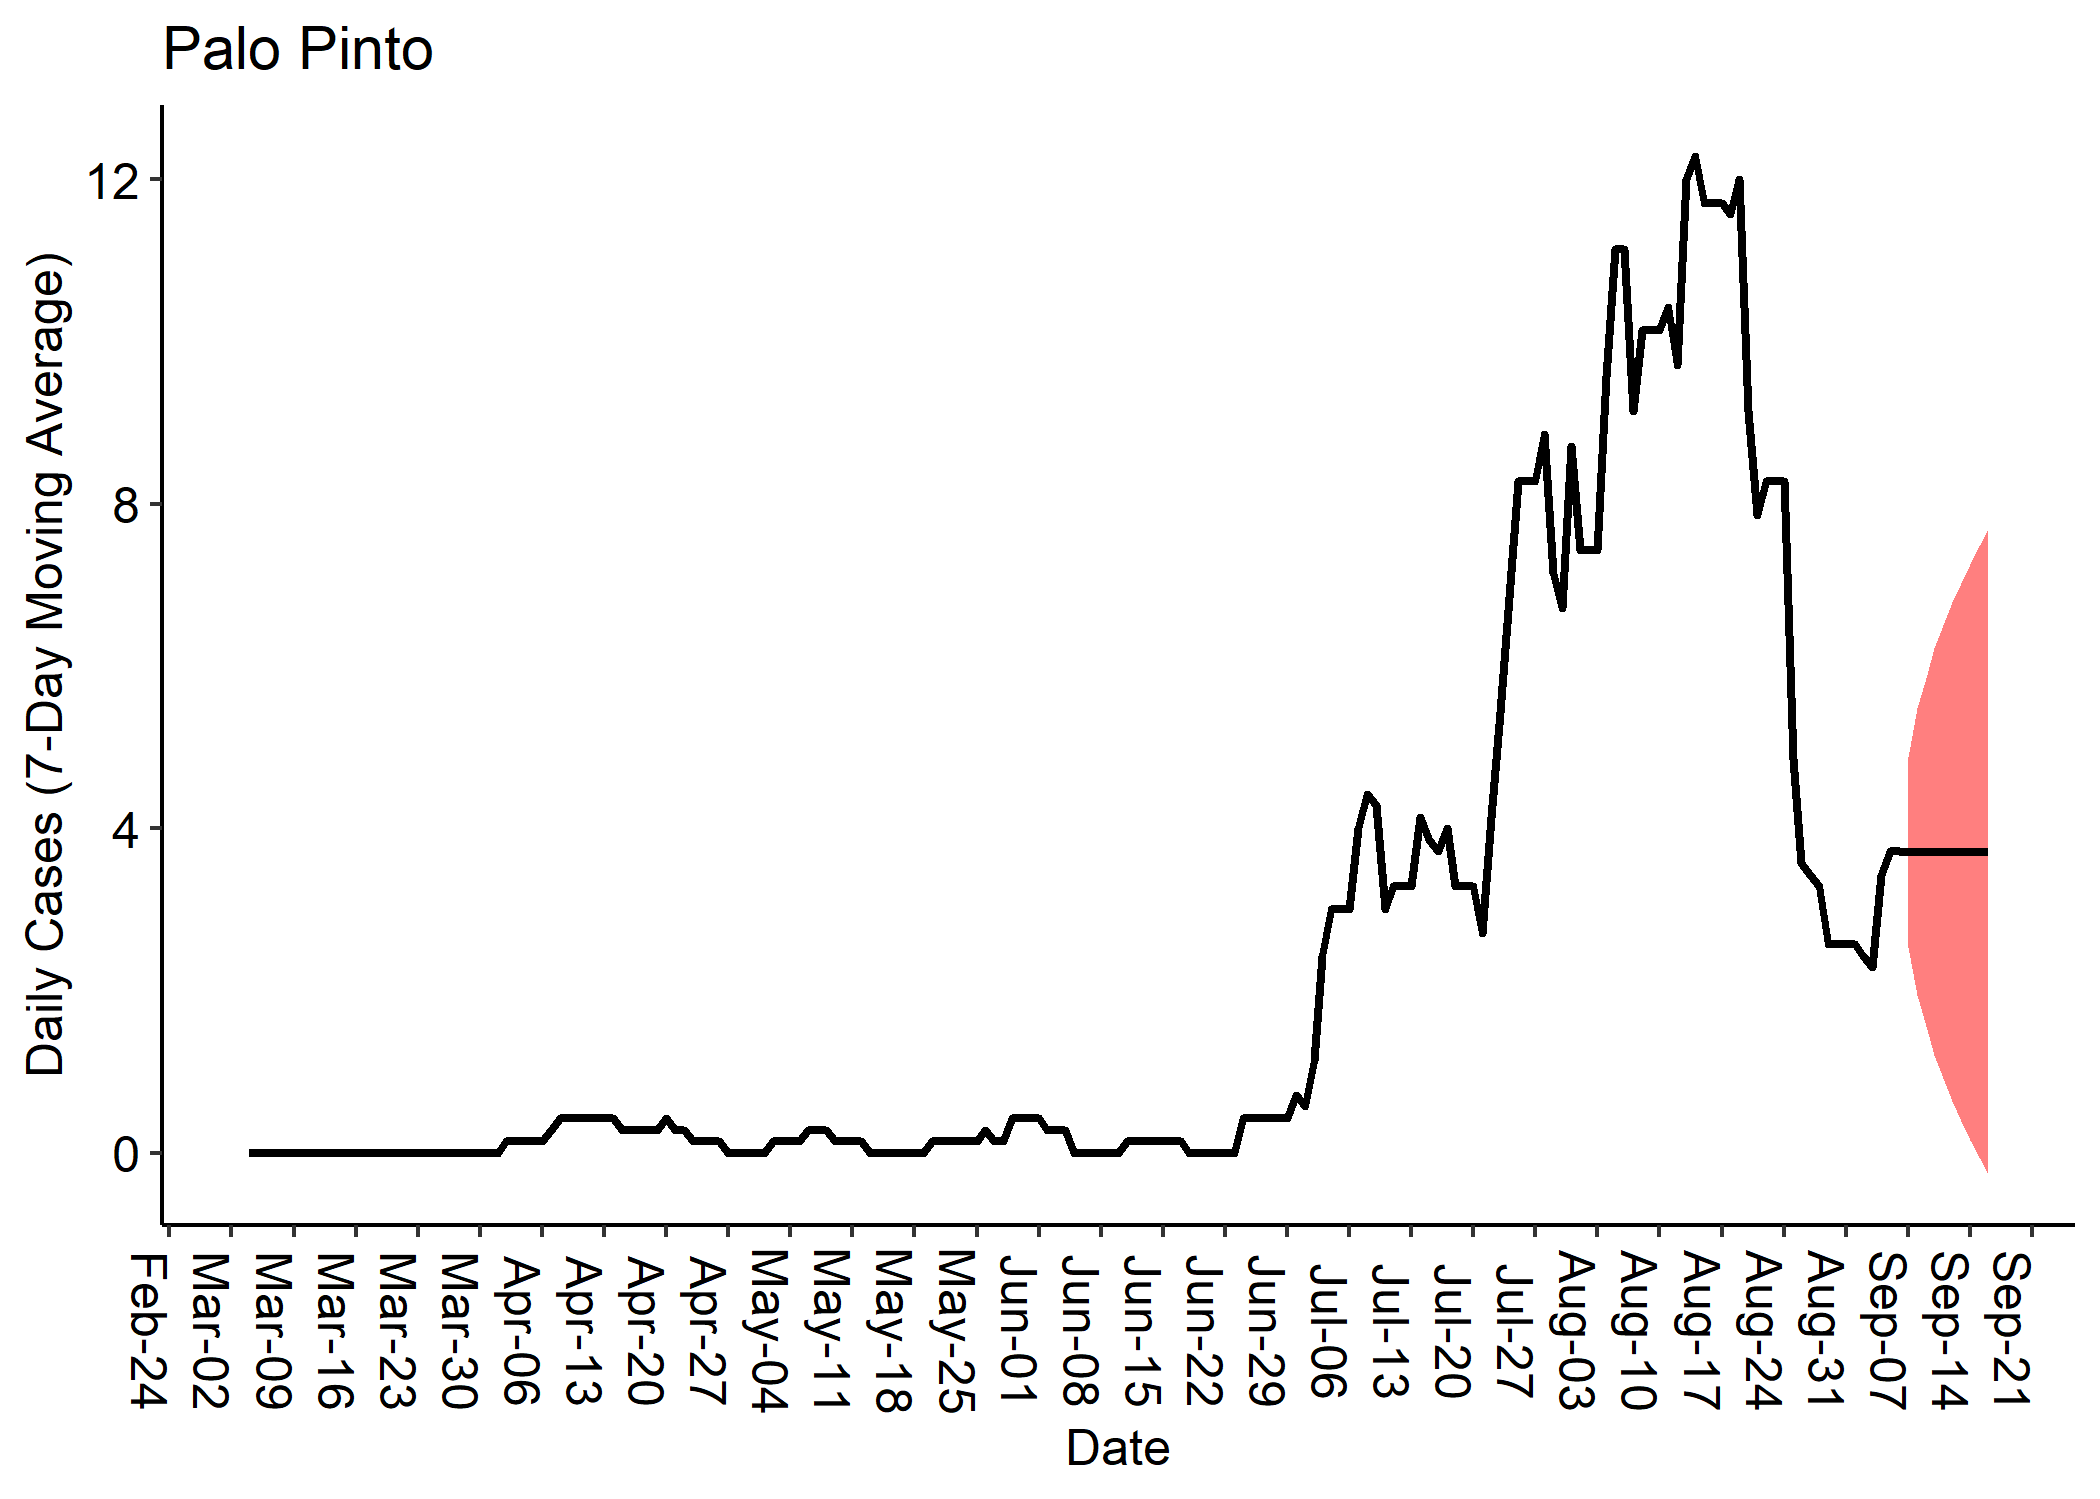 Palo Pinto
Daily Cases (7-Day Moving Average)
12
8
4
0
Feb-24
Mar-02
Mar-09
Mar-16
Mar-23
Mar-30
Apr-06
Apr-13
Apr-20
Apr-27
May-04
May-11
May-18
May-25
Jun-01
Jun-08
Jun-15
Jun-22
Jun-29
Jul-06
Jul-13
Jul-20
Jul-27
Aug-03
Aug-10
Aug-17
Aug-24
Aug-31
Sep-07
Sep-14
Sep-21
Date